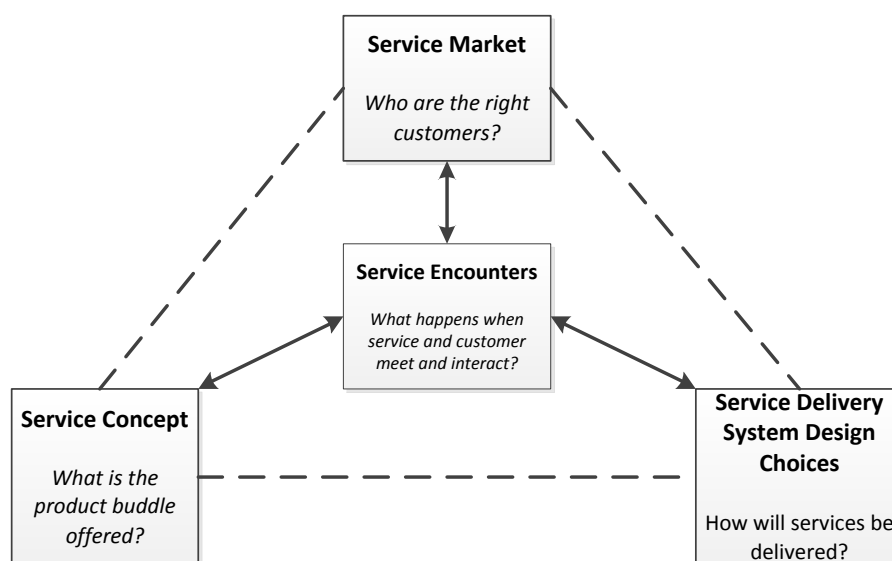 Service Market
Who are the right
customers?
Service Encounters
What happens when
service and customer
meet and interact?
Service Concept
What is the
product buddle
offered?
Service Delivery
System Design
Choices
How will services be
delivered?